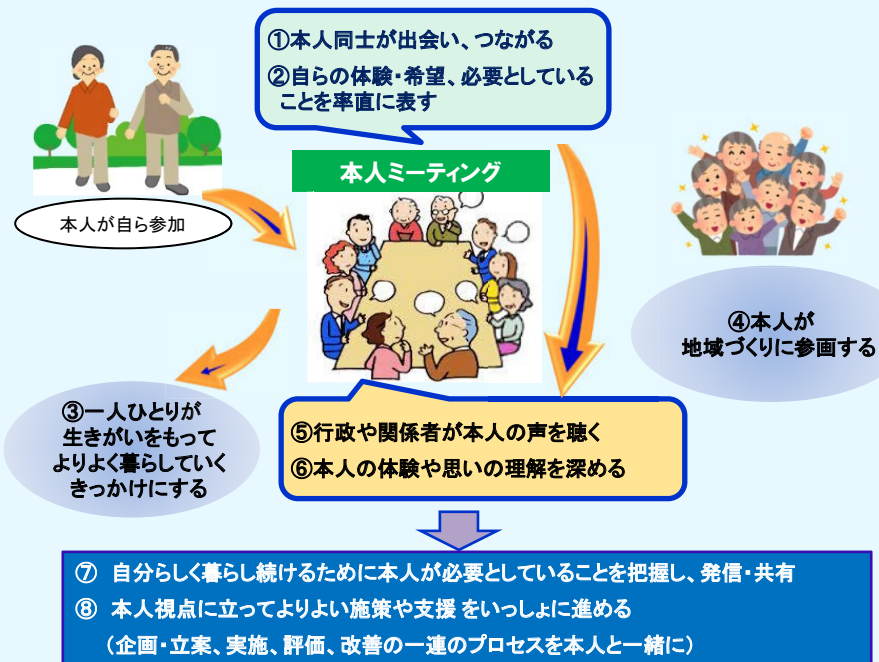 ①本人同士が出会い、つながる
②自らの体験・希望、必要としている
ことを率直に表す
本人ミーティング
本人が自ら参加
④本人が
地域づくりに参画する
③一人ひとりが
生きがいをもって
よりよく暮らしていく
きっかけにする
⑤行政や関係者が本人の声を聴く
⑥本人の体験や思いの理解を深める
⑦ 自分らしく暮らし続けるために本人が必要としていることを把握し、発信・共有
⑧ 本人視点に立ってよりよい施策や支援をいっしょに進める
（企画・立案、実施、評価、改善の一連のプロセスを本人と一緒に）